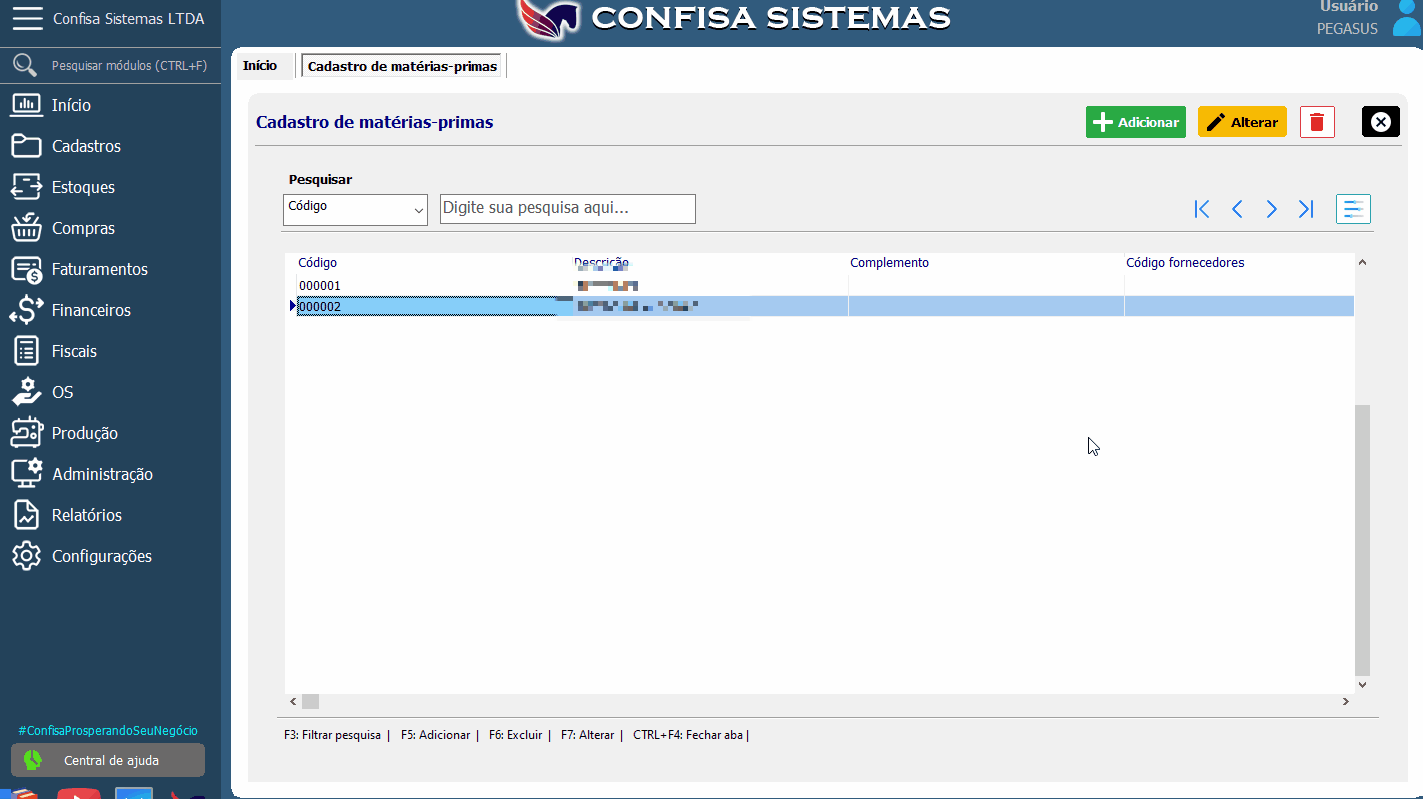 Confisa Sistemas LTDA
CONFISA SISTEMAS
Usuário
PEGASUS
Pesquisar módulos (CTRL+F)
Início
Cadastros
Estoques
Compras
Faturamentos
Financeiros
Fiscais
OS
Produção
Administração
Relatórios
Configurações
#ConfisaProsperandoSeuNegócio
Central de ajuda
Início
Cadastro de matérias-primas
Cadastro de matérias-primas
Adicionar
Alterar
Pesquisar
Código
Digite sua pesquisa aqui...
Código Descrição Complemento Código fornecedores
000001
000002
F3: Filtrar pesquisa | F5: Adicionar | F6: Excluir | F7: Alterar | CTRL+F4: Fechar aba |